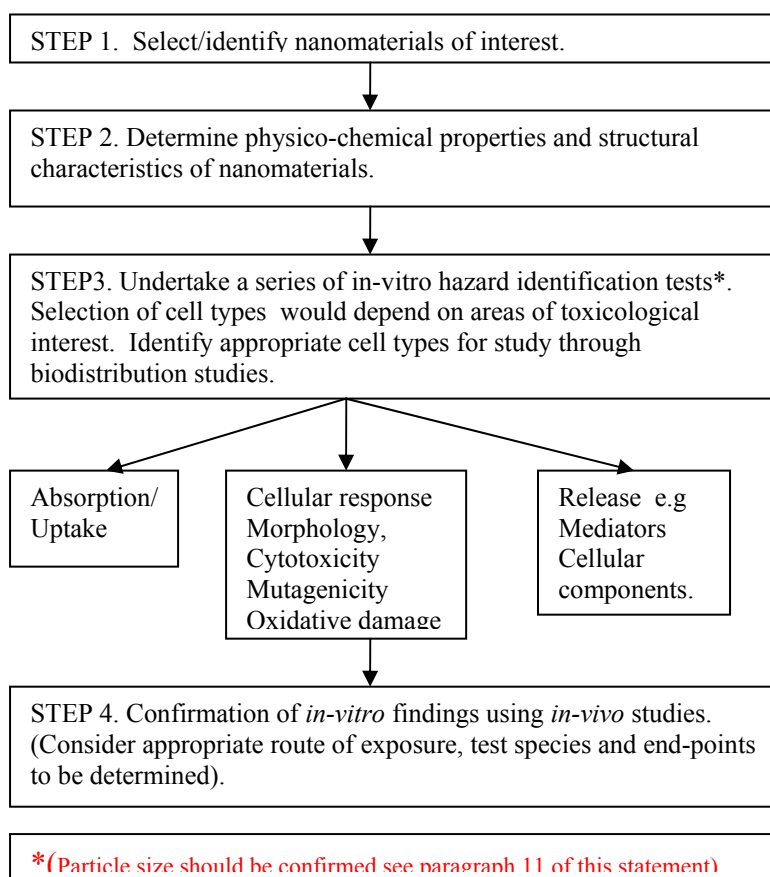 STEP 1.  Select/identify nanomaterials of interest.
STEP 2. Determine physico-chemical properties and structural
characteristics of nanomaterials.
STEP3. Undertake a series of in-vitro hazard identification tests*.
Selection of cell types  would depend on areas of toxicological
interest.  Identify appropriate cell types for study through
biodistribution studies.
Absorption/
Uptake
Cellular response
Morphology,
Cytotoxicity
Mutagenicity
Oxidative damage
Release  e.g
Mediators
Cellular
components.
STEP 4. Confirmation of in-vitro findings using in-vivo studies.
(Consider appropriate route of exposure, test species and end-points
to be determined).
*(Particle size should be confirmed see paragraph 11 of this statement)